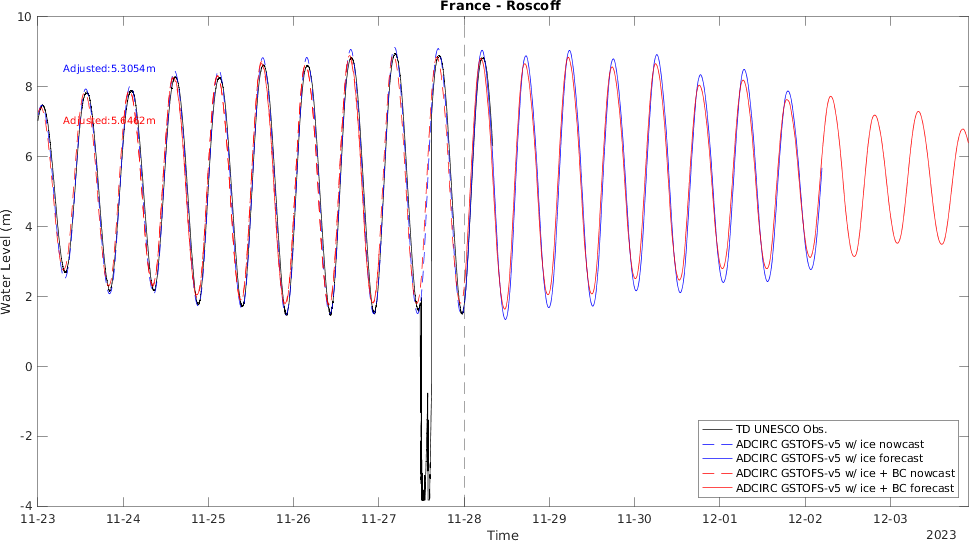 France - Roscoff
Water Level (m)
10
8
6
4
2
0
-2
-4
Adjusted:5.3054m
Adjusted:5.6462m
TD UNESCO Obs.
ADCIRC GSTOFS-v5 w/ ice nowcast
ADCIRC GSTOFS-v5 w/ ice forecast
ADCIRC GSTOFS-v5 w/ ice + BC nowcast
ADCIRC GSTOFS-v5 w/ ice + BC forecast
11-23 11-24 11-25 11-26 11-27 11-28 11-29 11-30 12-01 12-02 12-03
Time
2023